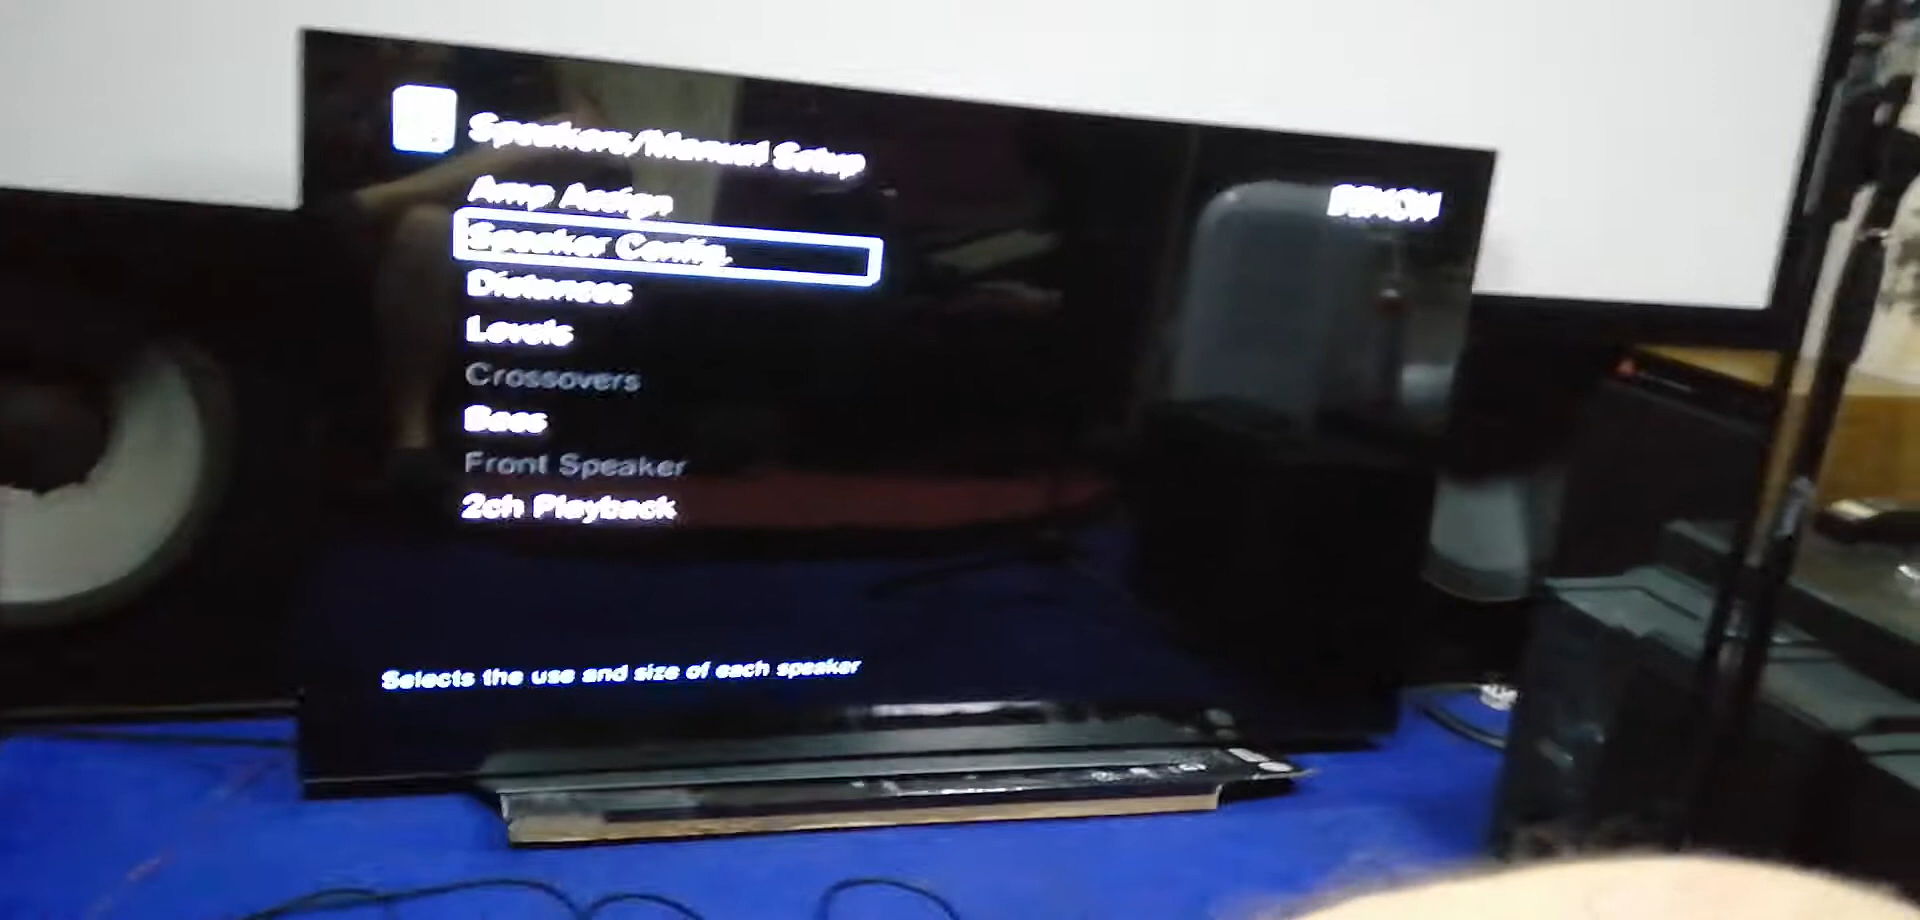 Speakers/Manual Setup
DENON
Amp Assign
Speaker Config.
Distances
Levels
Crossovers
Bass
Front Speaker
2ch Playback
Selects the use and size of each speaker